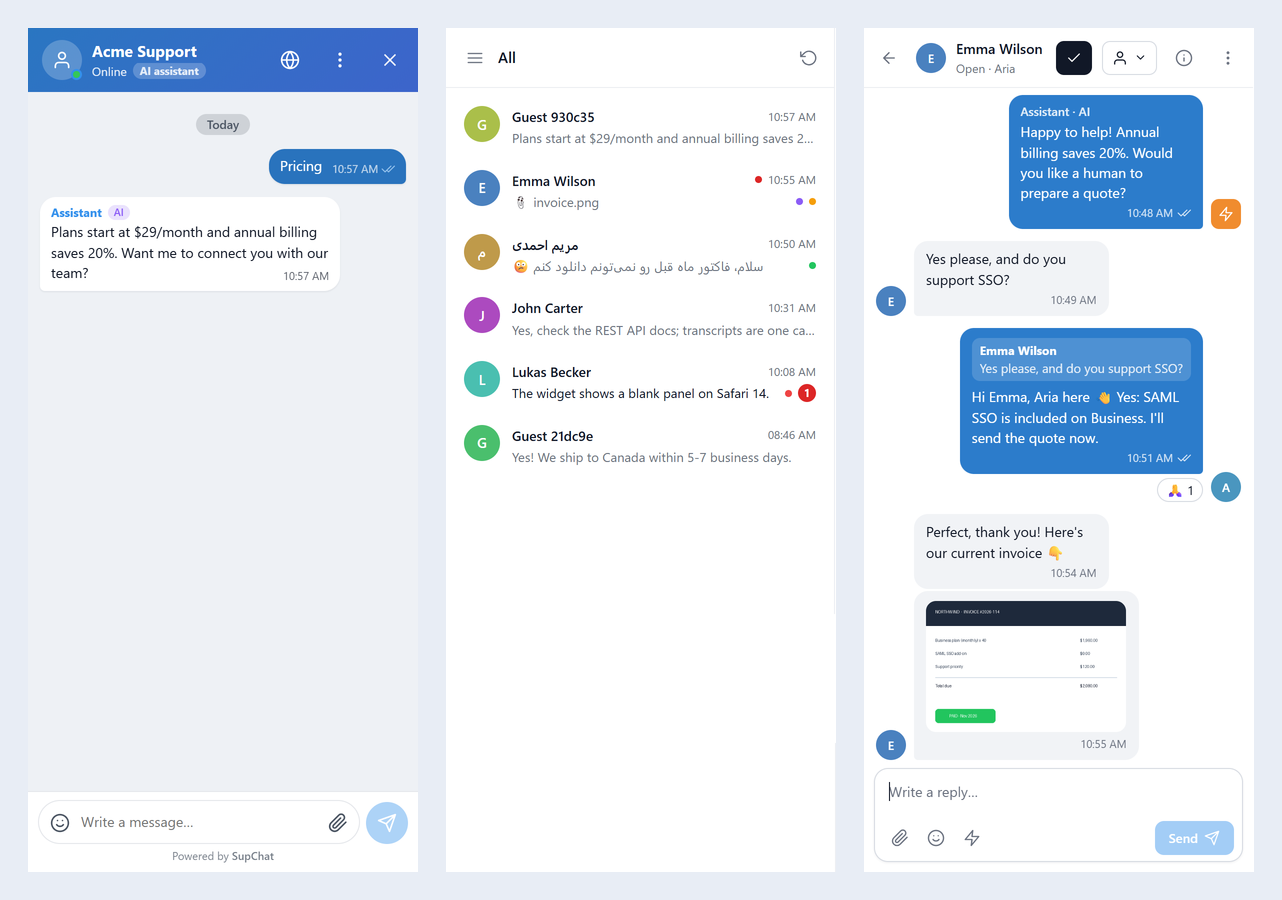 Acme Support
Online AI assistant
Today
Pricing 10:57 AM
Assistant AI
Plans start at $29/month and annual billing
saves 20%. Want me to connect you with our
team? 10:57 AM
Write a message...
Powered by SupChat
All
G
Guest 930c35 10:57 AM
Plans start at $29/month and annual billing saves 2...
E
Emma Wilson 10:55 AM
invoice.png
م
مریم احمدی 10:50 AM
سلام، فاکتور ماه قبل رو نمی‌تونم دانلود کنم
J
John Carter 10:31 AM
Yes, check the REST API docs; transcripts are one ca...
L
Lukas Becker 10:08 AM
The widget shows a blank panel on Safari 14. 1
G
Guest 21dc9e 08:46 AM
Yes! We ship to Canada within 5-7 business days.
E
Emma Wilson
Open · Aria
Assistant · AI
Happy to help! Annual
billing saves 20%. Would
you like a human to
prepare a quote?
10:48 AM
Yes please, and do you
support SSO?
10:49 AM
E
Emma Wilson
Yes please, and do you support SSO?
Hi Emma, Aria here 👋 Yes: SAML
SSO is included on Business. I'll
send the quote now.
10:51 AM
🙏 1
A
Perfect, thank you! Here's
our current invoice 👇
10:54 AM
Support priority $120.00
Total due
10:55 AM
E
Write a reply...
Send